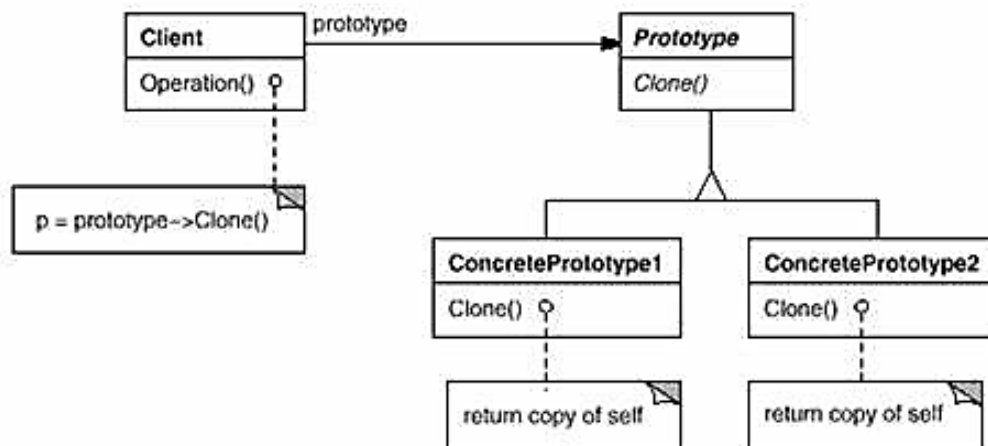 Client
prototype
Prototype
Operation()
Clone()
p = prototype->Clone()
ConcretePrototype1
ConcretePrototype2
Clone()
Clone()
return copy of self
return copy of self